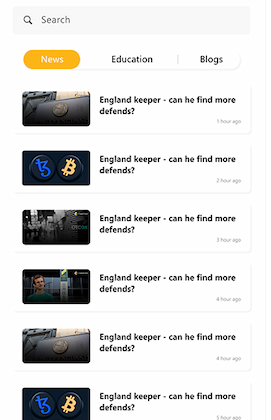 Search
News
Education
Blogs
England keeper - can he find more
defends?
1 hour ago
England keeper - can he find more
defends?
2 hour ago
England keeper - can he find more
defends?
3 hour ago
England keeper - can he find more
defends?
4 hour ago
England keeper - can he find more
defends?
4 hour ago
England keeper - can he find more
defends?
5 hour ago